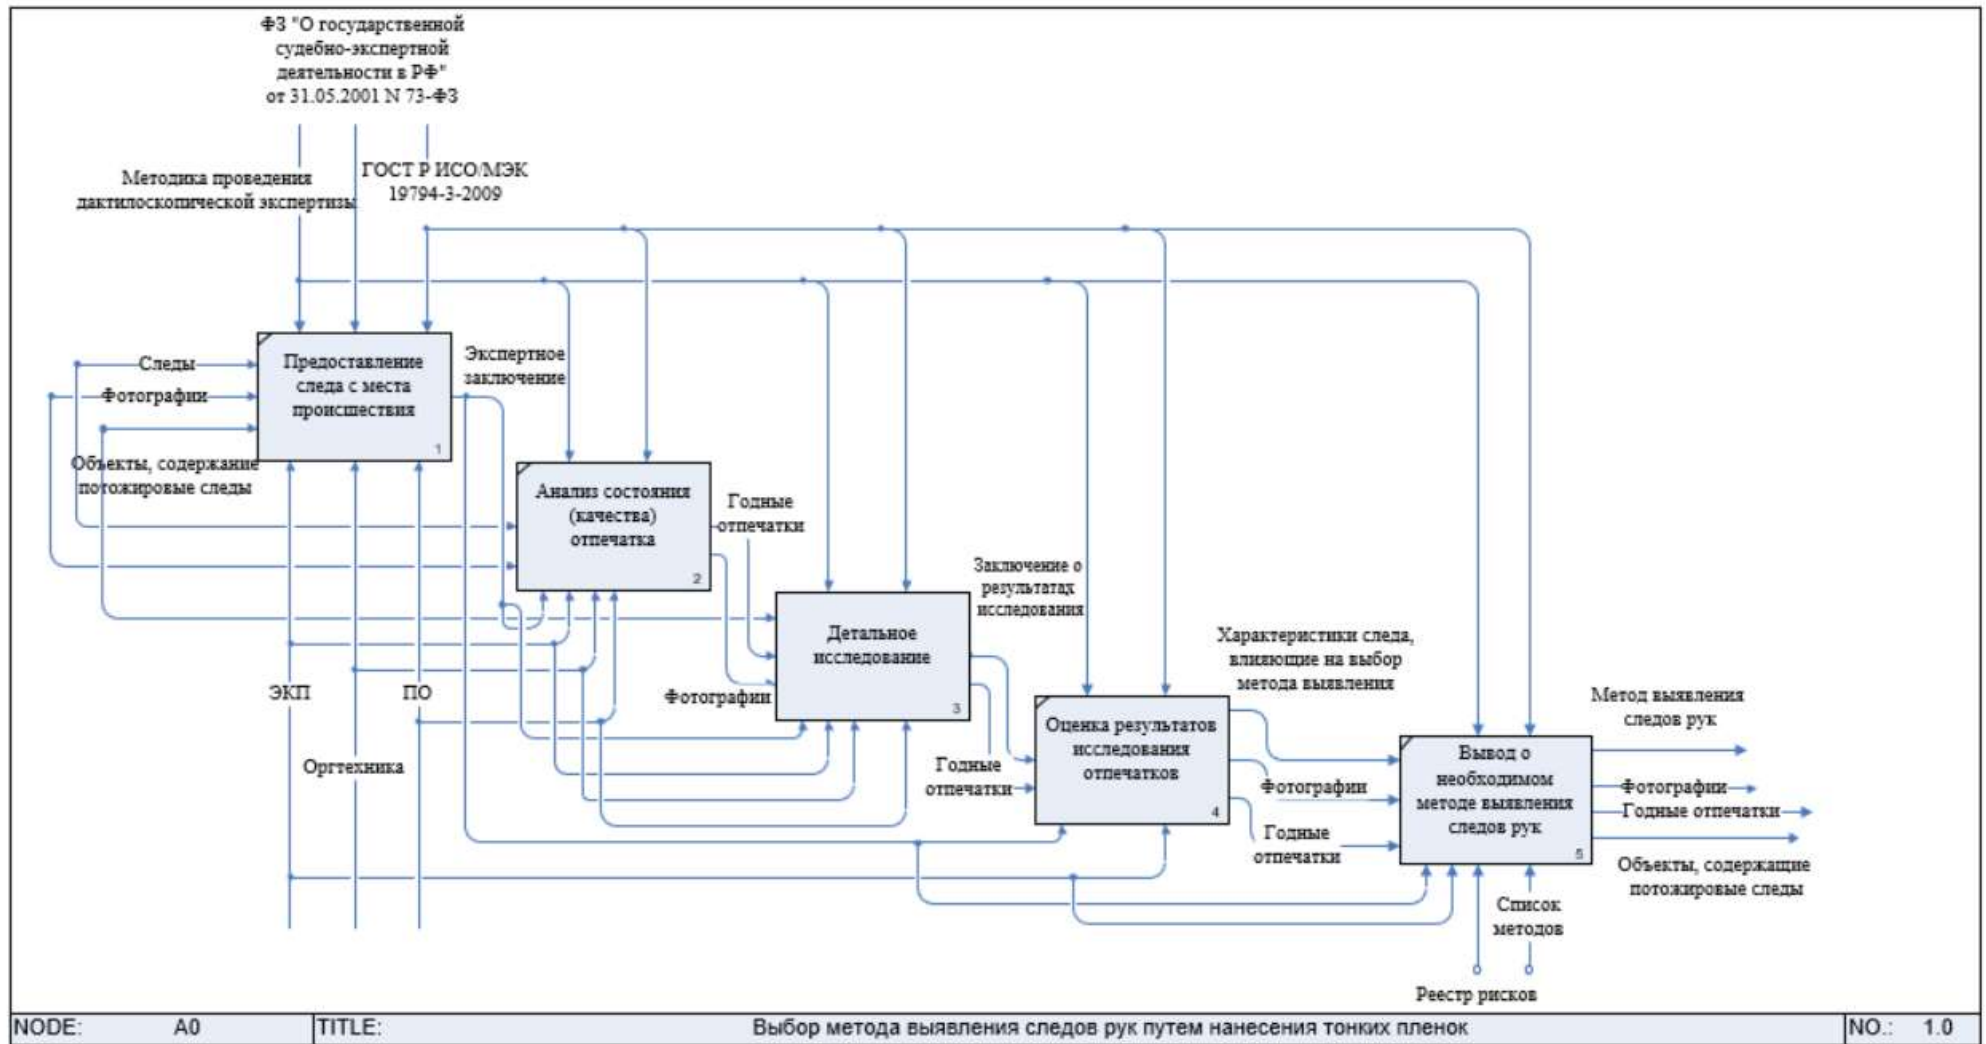 ФЗ "О государственной
судебно-экспертной
деятельности в РФ"
от 31.05.2001 N 73-ФЗ
Методика проведения
дактилоскопической экспертизы
ГОСТ Р ИСО/МЭК
19794-3-2009
Следы
Фотографии
Объекты, содержание
потожировые следы
Предоставление
следа с места
происшествия
1
Экспертное
заключение
Анализ состояния
(качества)
отпечатка
2
Годные
отпечатки
Фотографии
Детальное
исследование
3
Заключение о
результатах
исследования
Годные
отпечатки
ЭКП
ПО
Оргтехника
Оценка результатов
исследования
отпечатков
4
Характеристики следа,
влияющие на выбор
метода выявления
Фотографии
Годные
отпечатки
Вывод о
необходимом
методе выявления
следов рук
5
Метод выявления
следов рук
Фотографии
Годные отпечатки
Объекты, содержащие
потожировые следы
Список
методов
Реестр рисков
NODE: A0 TITLE: Выбор метода выявления следов рук путем нанесения тонких пленок NO.: 1.0